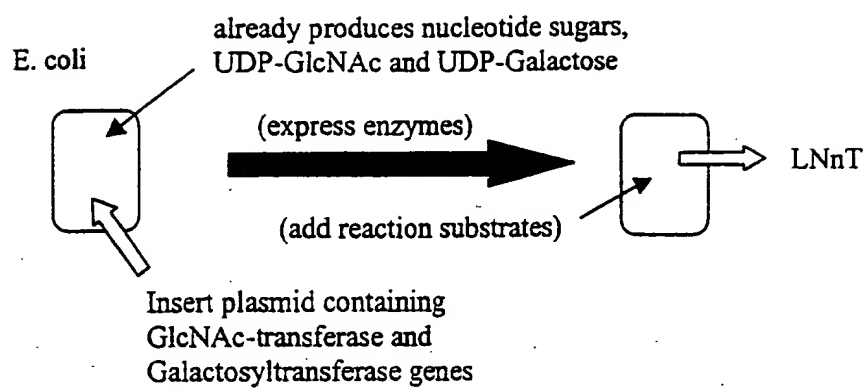 already produces nucleotide sugars,
E. coli
UDP-GlcNAc and UDP-Galactose
(express enzymes)
LNnT
(add reaction substrates)
Insert plasmid containing
GlcNAc-transferase and
Galactosyltransferase genes